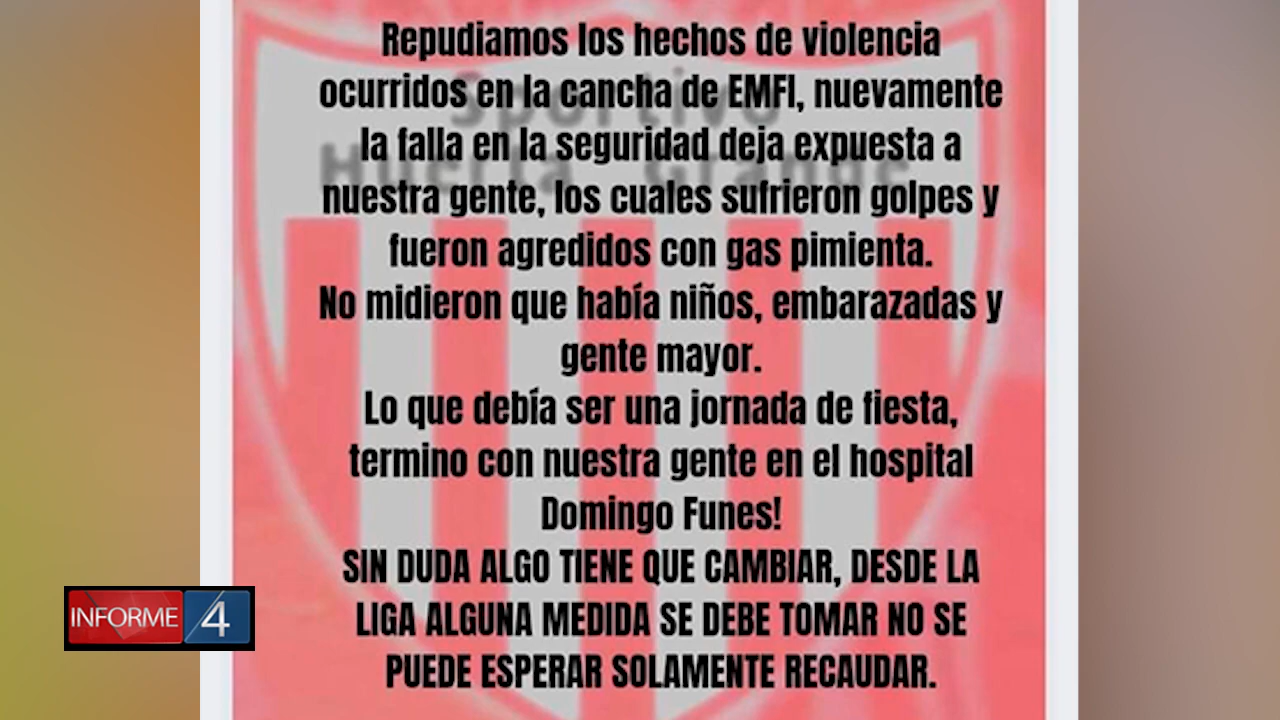 Repudiamos los hechos de violencia
ocurridos en la cancha de EMFI, nuevamente
la falla en la seguridad deja expuesta a
nuestra gente, los cuales sufrieron golpes y
fueron agredidos con gas pimienta.
No midieron que había niños, embarazadas y
gente mayor.
Lo que debía ser una jornada de fiesta,
termino con nuestra gente en el hospital
Domingo Funes!
SIN DUDA ALGO TIENE QUE CAMBIAR, DESDE LA
LIGA ALGUNA MEDIDA SE DEBE TOMAR NO SE
PUEDE ESPERAR SOLAMENTE RECAUDAR.
Sportivo
Huerta Grande
INFORME 4